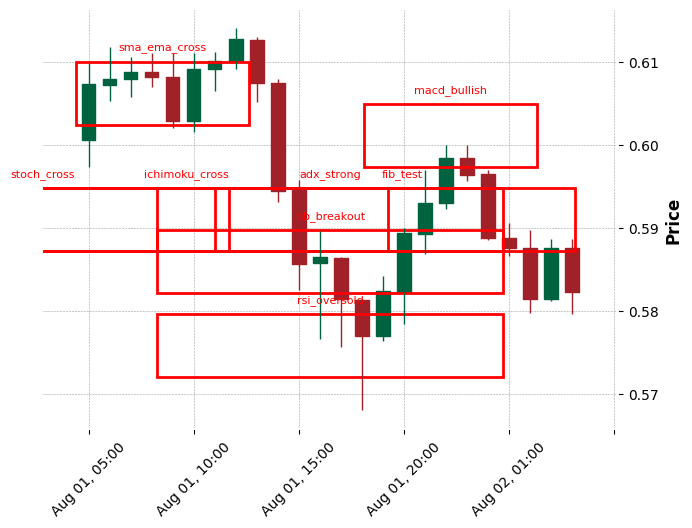 sma_ema_cross
0.61
macd_bullish
0.60
stoch_cross
ichimoku_cross
adx_strong
fib_test
b_breakout
0.59
Price
rsi_oversold
0.58
0.57
Aug 01, 05:00
Aug 01, 10:00
Aug 01, 15:00
Aug 01, 20:00
Aug 02, 01:00